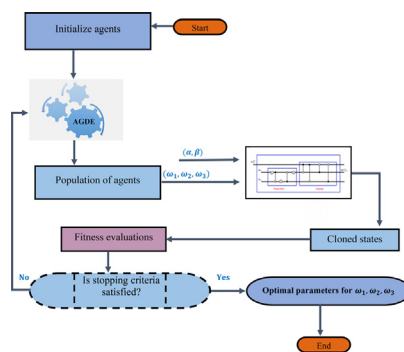 Initialize agents
Start
AGDE
(α, β)
Population of agents
(ω₁, ω₂, ω₃)
Fitness evaluations
Cloned states
No
Is stopping criteria
satisfied?
Yes
Optimal parameters for ω₁, ω₂, ω₃
End